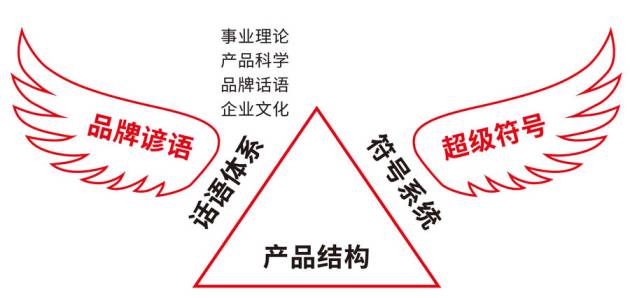 事业理论
产品科学
品牌话语
企业文化
品牌谚语
超级符号
话语体系
符号系统
产品结构